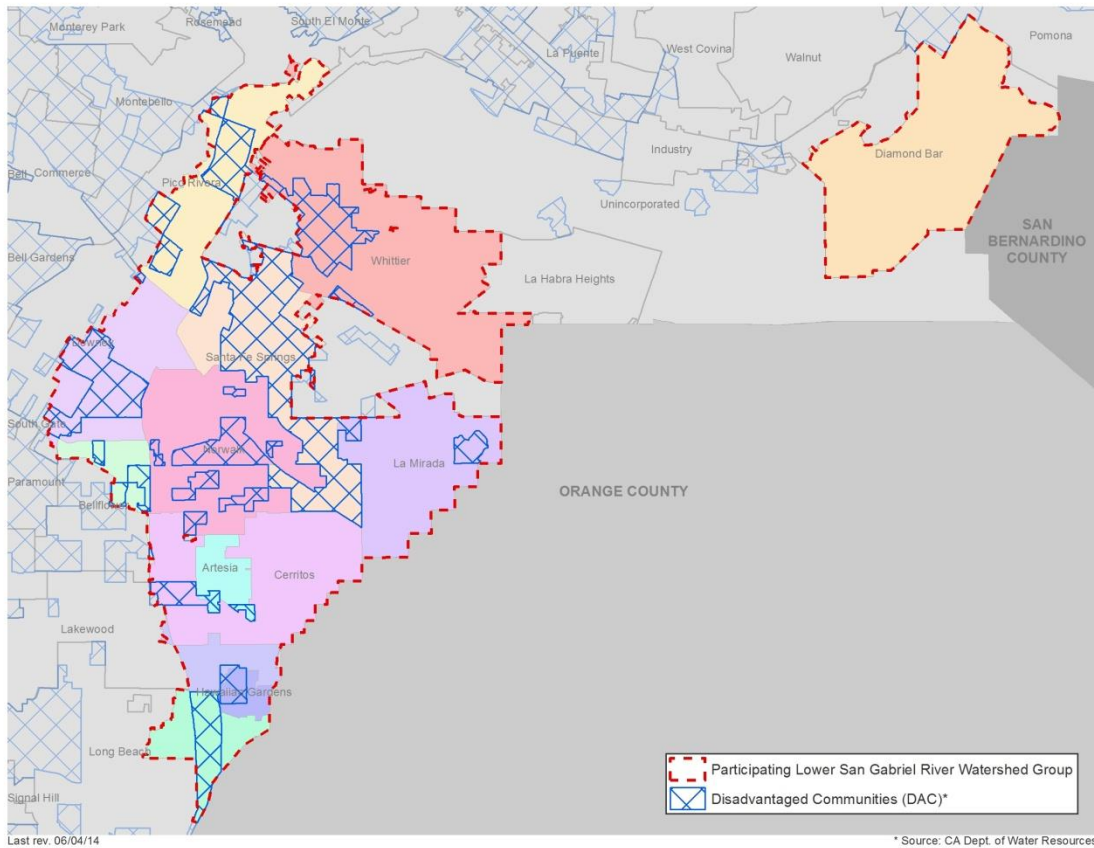 Monterey Park
Rosemead
South El Monte
La Puente
West Covina
Walnut
Pomona
Montebello
Diamond Bar
Industry
Bell
Commerce
Pico Rivera
Unincorporated
SAN
BERNARDINO
COUNTY
Bell Gardens
Whittier
La Habra Heights
Downey
Santa Fe Springs
South Gate
Norwalk
La Mirada
Paramount
ORANGE COUNTY
Bellflower
Artesia
Cerritos
Lakewood
Hawaiian Gardens
Long Beach
Signal Hill
Participating Lower San Gabriel River Watershed Group
Disadvantaged Communities (DAC)*
Last rev. 06/04/14
* Source: CA Dept. of Water Resources